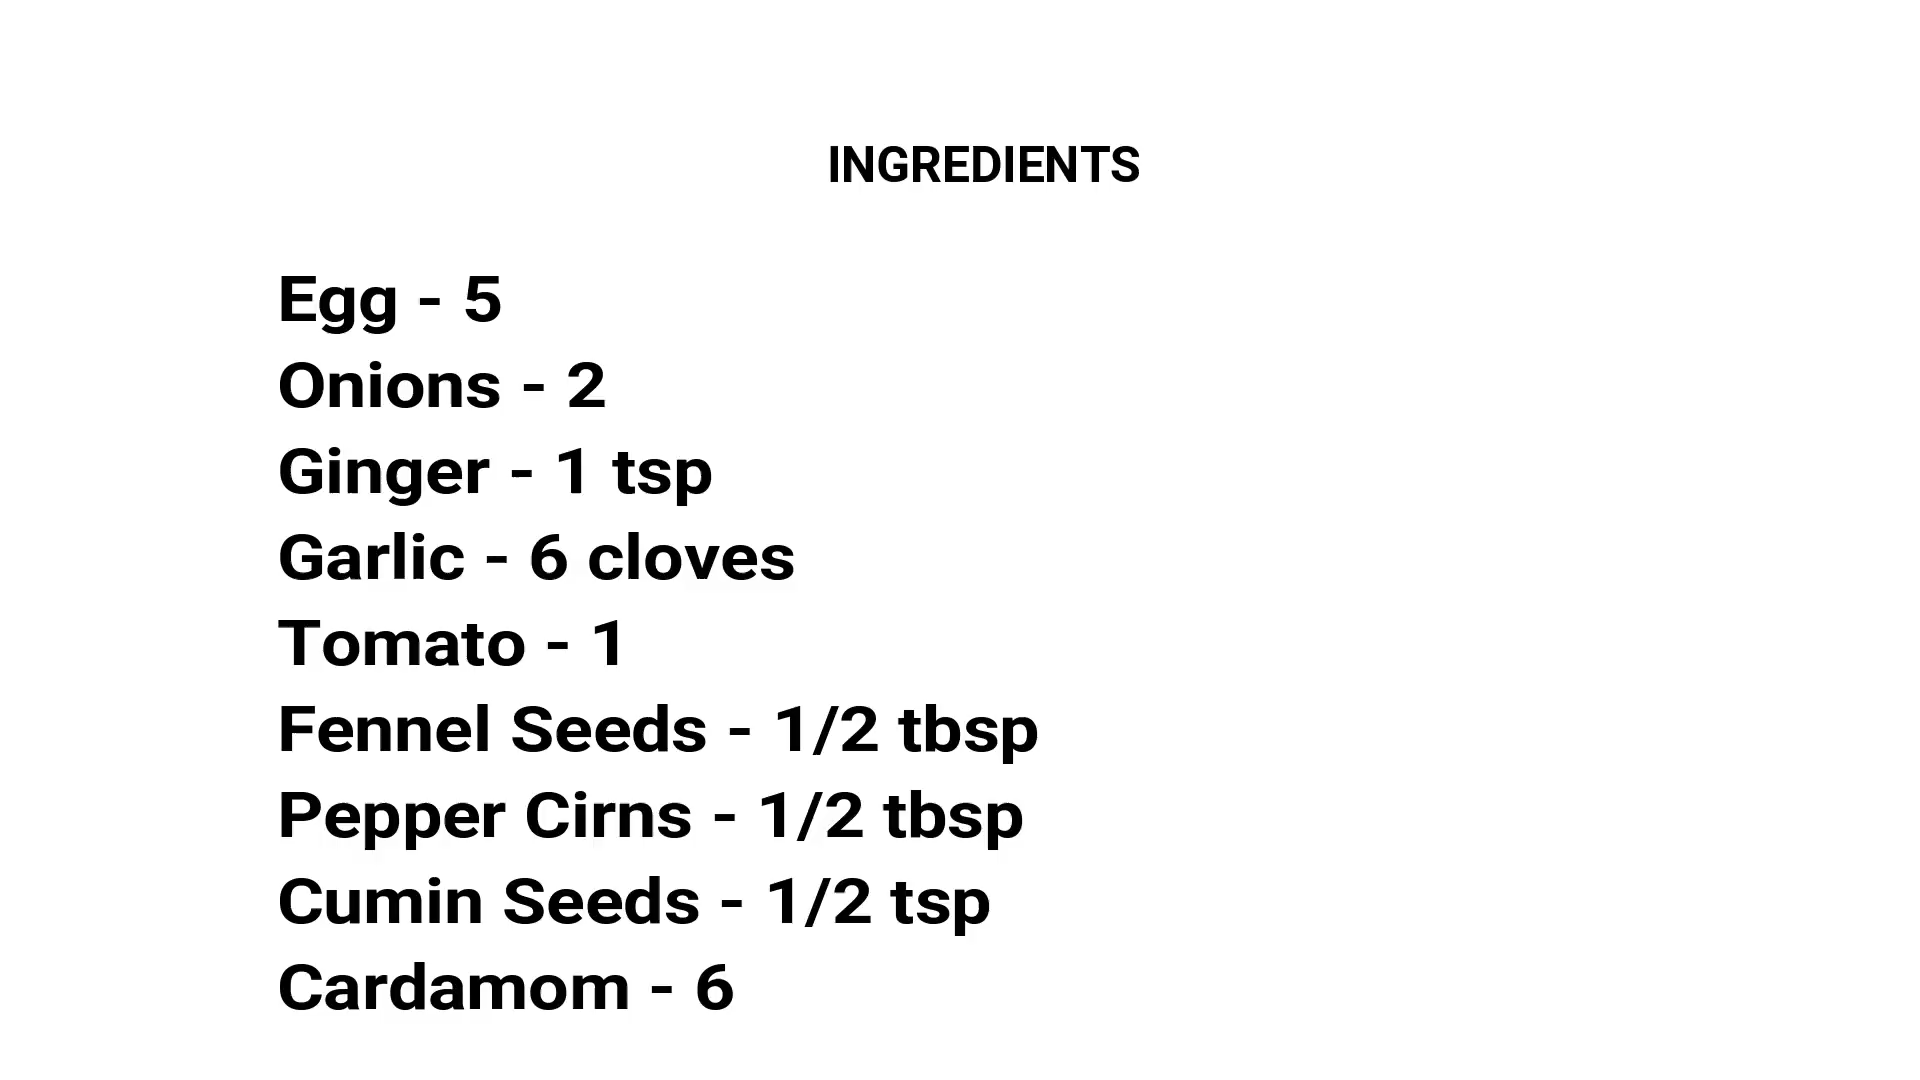 INGREDIENTS
Egg - 5
Onions - 2
Ginger - 1 tsp
Garlic - 6 cloves
Tomato - 1
Fennel Seeds - 1/2 tbsp
Pepper Cirns - 1/2 tbsp
Cumin Seeds - 1/2 tsp
Cardamom - 6